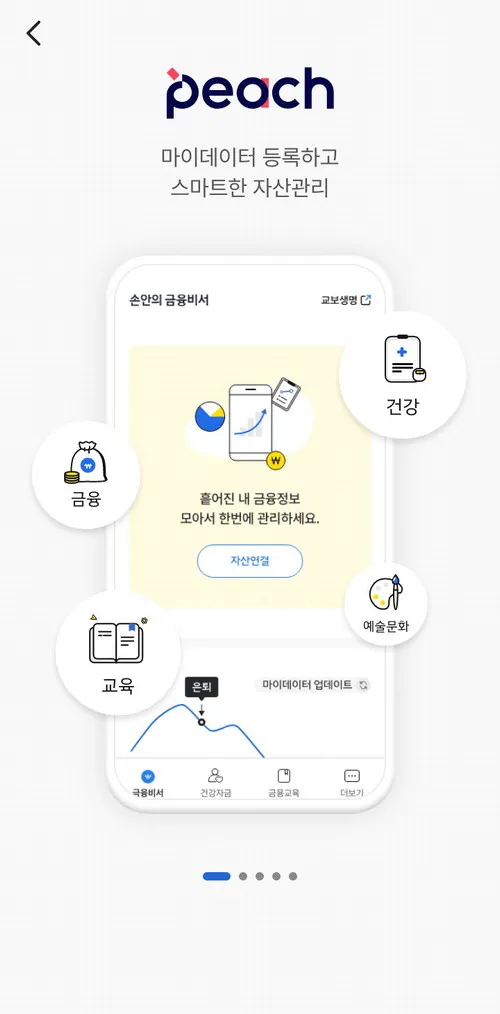 peach
마이데이터 등록하고
스마트한 자산관리
손안의 금융비서
교보생명
건강
금융
흩어진 내 금융정보
모아서 한번에 관리하세요.
자산연결
예술문화
교육
은퇴
마이데이터 업데이트
금융비서
건강자금
금융교육
더보기